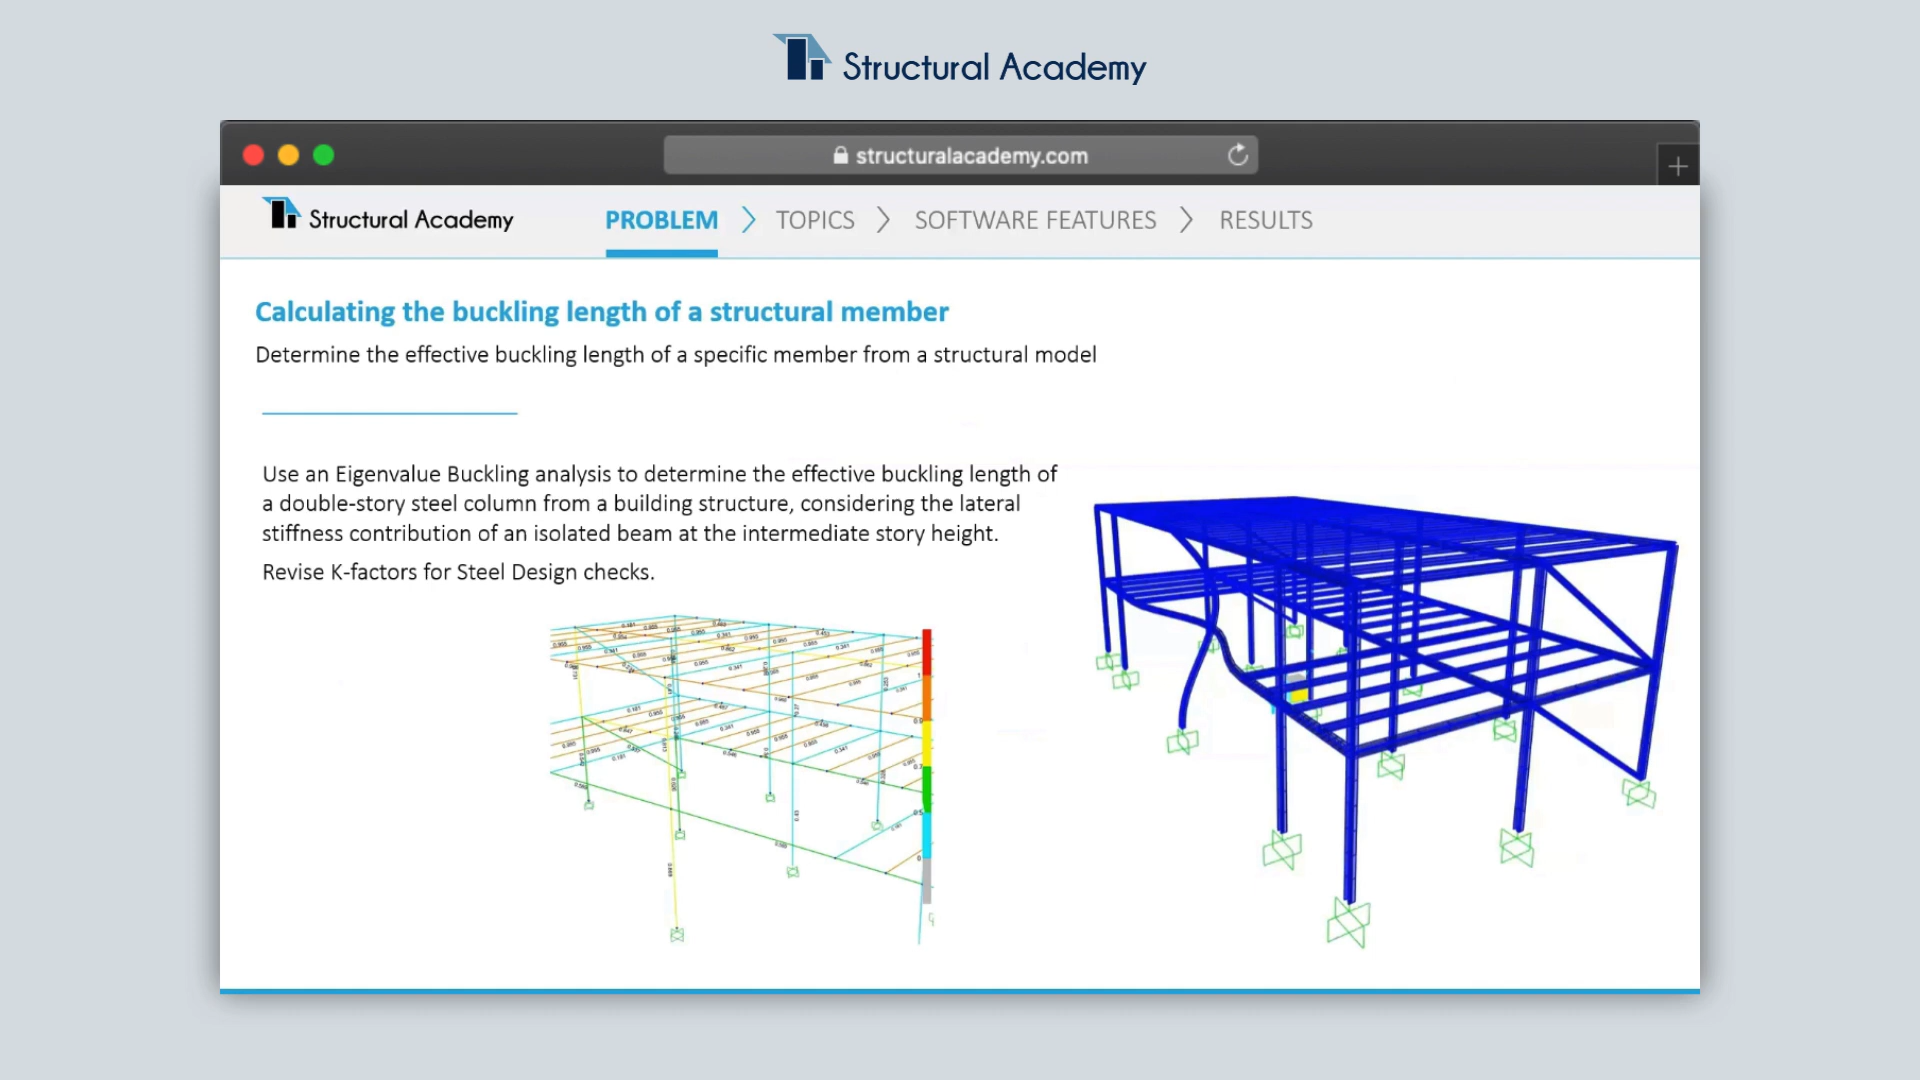 Structural Academy
structuralacademy.com
Structural Academy
PROBLEM
TOPICS
SOFTWARE FEATURES
RESULTS
Calculating the buckling length of a structural member
Determine the effective buckling length of a specific member from a structural model
Use an Eigenvalue Buckling analysis to determine the effective buckling length of
a double-story steel column from a building structure, considering the lateral
stiffness contribution of an isolated beam at the intermediate story height.
Revise K-factors for Steel Design checks.